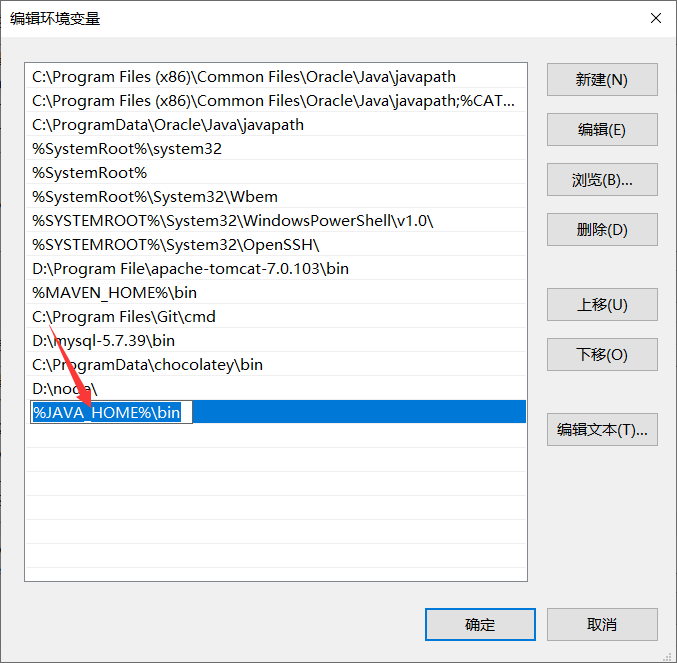 编辑环境变量
C:\Program Files (x86)\Common Files\Oracle\Java\javapath
C:\Program Files (x86)\Common Files\Oracle\Java\javapath;%CAT...
C:\ProgramData\Oracle\Java\javapath
%SystemRoot%\system32
%SystemRoot%
%SystemRoot%\System32\Wbem
%SYSTEMROOT%\System32\WindowsPowerShell\v1.0\
%SYSTEMROOT%\System32\OpenSSH\
D:\Program File\apache-tomcat-7.0.103\bin
%MAVEN_HOME%\bin
C:\Program Files\Git\cmd
D:\mysql-5.7.39\bin
C:\ProgramData\chocolatey\bin
D:\node\
%JAVA_HOME%\bin
新建(N)
编辑(E)
浏览(B)...
删除(D)
上移(U)
下移(O)
编辑文本(T)...
确定
取消